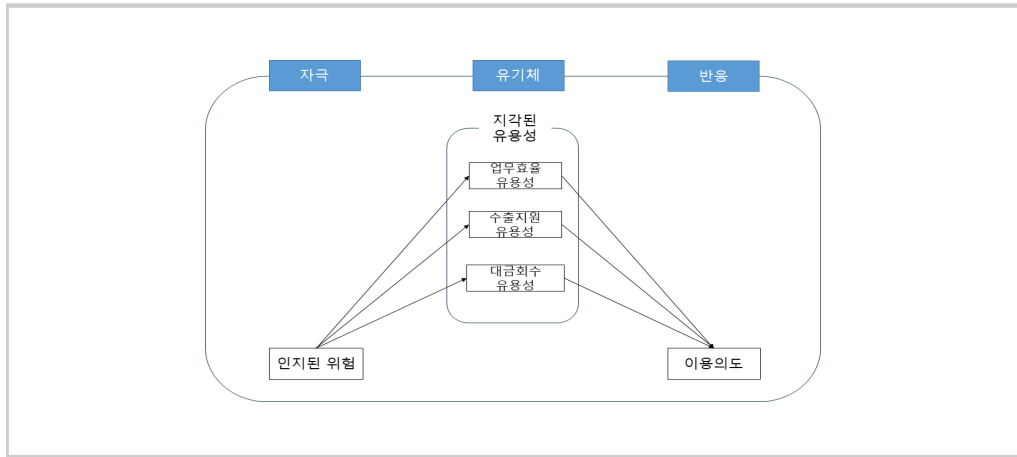 자극
유기체
반응
지각된
유용성
업무효율
유용성
수출지원
유용성
대금회수
유용성
인지된 위험
이용의도